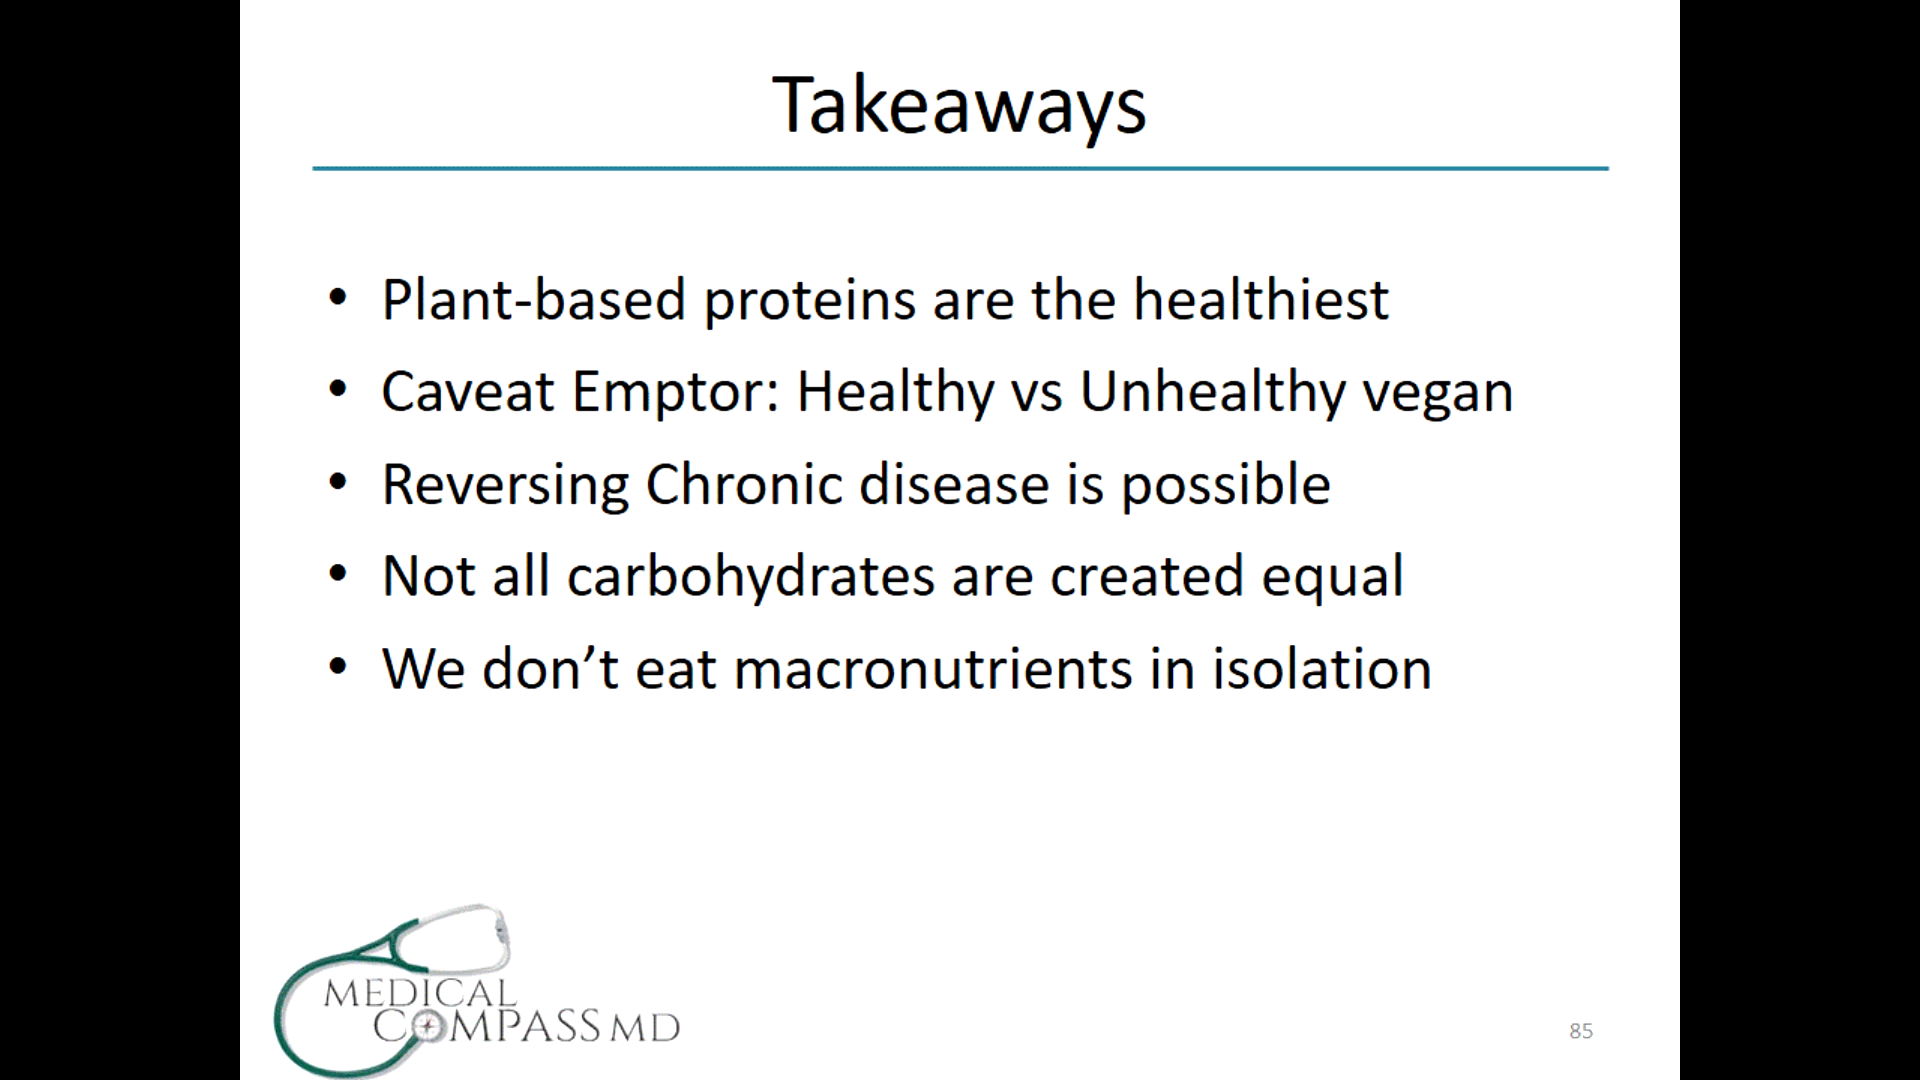 Takeaways
• Plant-based proteins are the healthiest
• Caveat Emptor: Healthy vs Unhealthy vegan
• Reversing Chronic disease is possible
• Not all carbohydrates are created equal
• We don’t eat macronutrients in isolation
MEDICAL
COMPASS MD
85